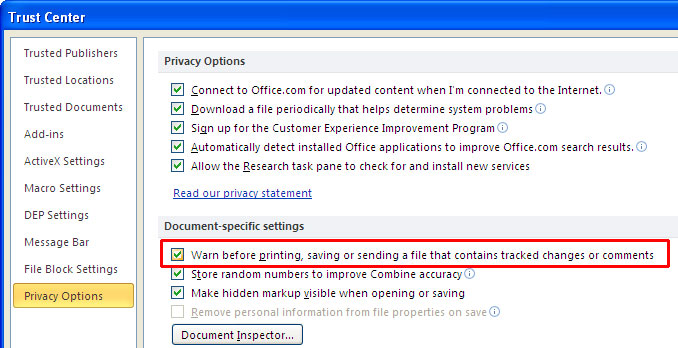 Trust Center
Trusted Publishers
Trusted Locations
Trusted Documents
Add-ins
ActiveX Settings
Macro Settings
DEP Settings
Message Bar
File Block Settings
Privacy Options
Privacy Options
Connect to Office.com for updated content when I'm connected to the Internet.
Download a file periodically that helps determine system problems
Sign up for the Customer Experience Improvement Program
Automatically detect installed Office applications to improve Office.com search results.
Allow the Research task pane to check for and install new services
Read our privacy statement
Document-specific settings
Warn before printing, saving or sending a file that contains tracked changes or comments
Store random numbers to improve Combine accuracy
Make hidden markup visible when opening or saving
Remove personal information from file properties on save
Document Inspector...